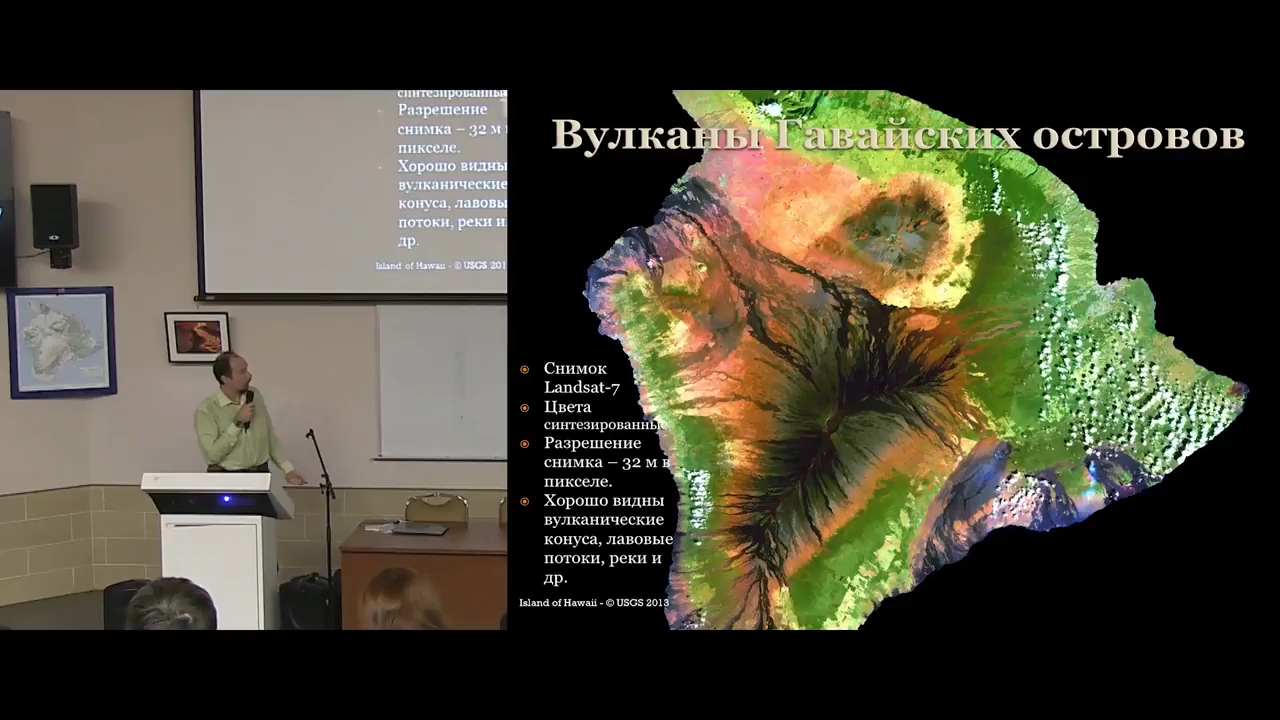 синтезированные
Разрешение
снимка – 32 м
пикселе.
Хорошо видны
вулканические
конуса, лавовые
потоки, реки и
др.
Island of Hawaii - © USGS 201
Вулканы Гавайских островов
Снимок
Landsat-7
Цвета
синтезированные
Разрешение
снимка – 32 м в
пикселе.
Хорошо видны
вулканические
конуса, лавовые
потоки, реки и
др.
Island of Hawaii - © USGS 2013